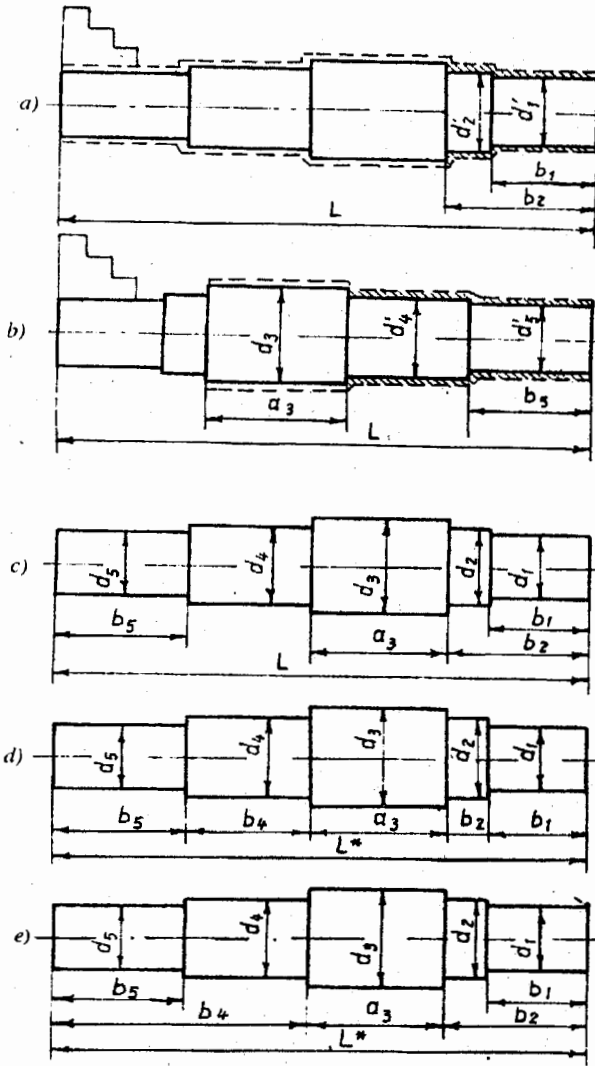 a)
d'₂
d'₁
b₁
b₂
L
b)
d₃
d'₄
d'₅
a₃
b₅
L
c)
d₅
d₄
d₃
d₂
d₁
b₅
a₃
b₁
b₂
L
d)
d₅
d₄
d₃
d₂
d₁
b₅
b₄
a₃
b₂
b₁
L*
e)
d₅
d₄
d₃
d₂
d₁
b₅
b₁
b₄
a₃
b₂
L*